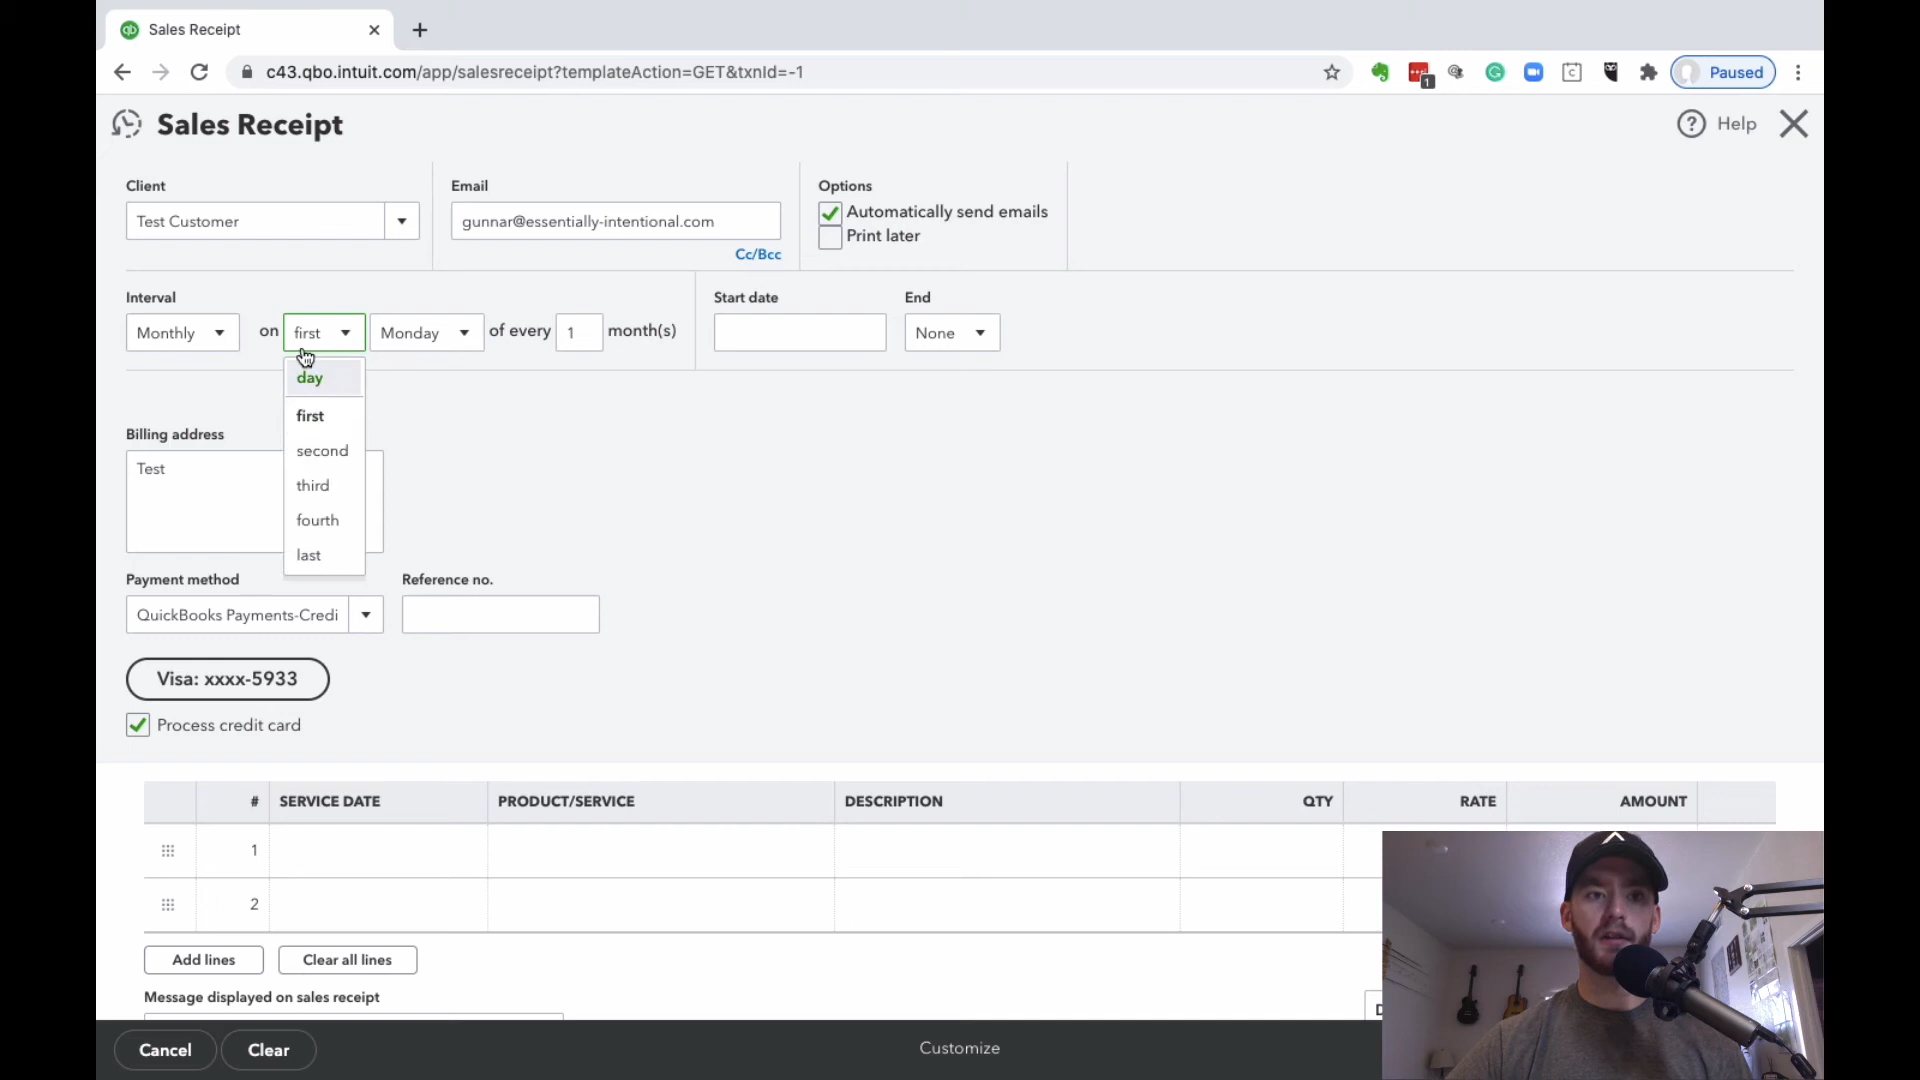 Sales Receipt
c43.qbo.intuit.com/app/salesreceipt?templateAction=GET&txnId=-1
1
Paused
Sales Receipt
Help
Client
Email
Options
Test Customer
gunnar@essentially-intentional.com
Automatically send emails
Print later
Cc/Bcc
Interval
Start date
End
Monthly
on
first
Monday
of every
1
month(s)
None
day
first
second
third
fourth
last
Billing address
Test
Payment method
Reference no.
QuickBooks Payments-Credi
Visa: xxxx-5933
Process credit card
# SERVICE DATE PRODUCT/SERVICE DESCRIPTION QTY RATE AMOUNT
1
2
Add lines
Clear all lines
Message displayed on sales receipt
Cancel
Clear
Customize